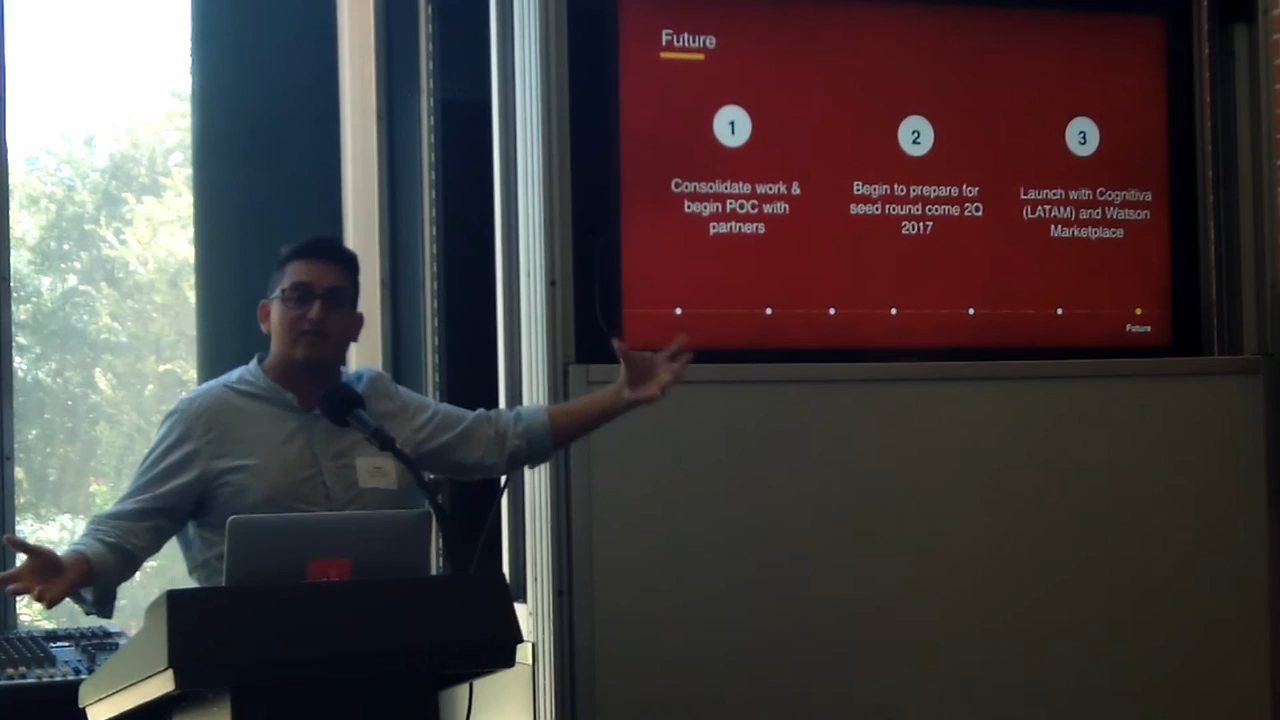 Future
1
Consolidate work &
begin POC with
partners
2
Begin to prepare for
seed round come 2Q
2017
3
Launch with Cognitiva
(LATAM) and Watson
Marketplace
Future